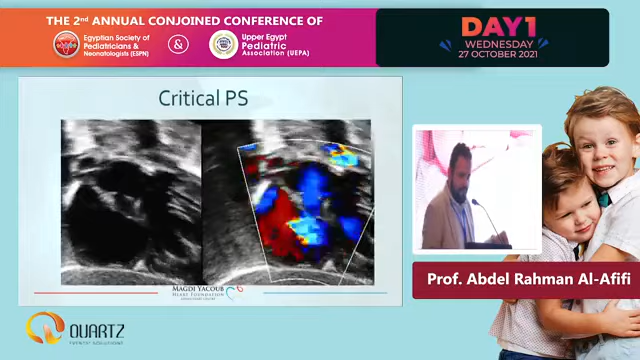 THE 2nd ANNUAL CONJOINED CONFERENCE OF
Egyptian Society of
Pediatricians &
Neonatologists (ESPN)
&
Upper Egypt
Pediatric
Association (UEPA)
DAY1
WEDNESDAY
27 OCTOBER 2021
Critical PS
MAGDI YACOUB
HEART FOUNDATION
Prof. Abdel Rahman Al-Afifi
QUARTZ